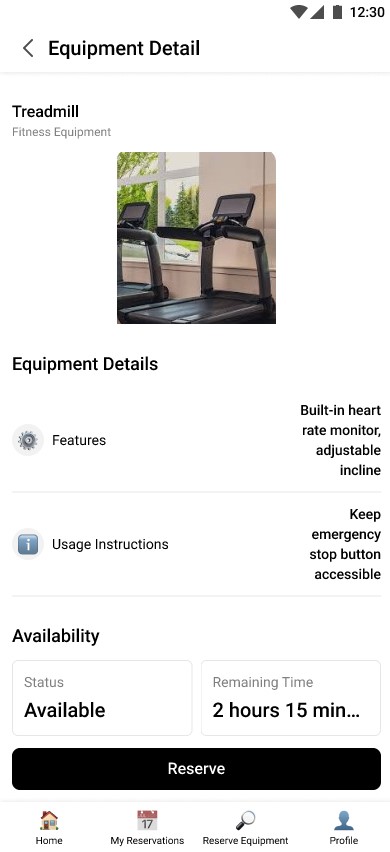 12:30
Equipment Detail
Treadmill
Fitness Equipment
Equipment Details
Features
Built-in heart
rate monitor,
adjustable
incline
Usage Instructions
Keep
emergency
stop button
accessible
Availability
Status
Available
Remaining Time
2 hours 15 min...
Reserve
17
Home
My Reservations
Reserve Equipment
Profile